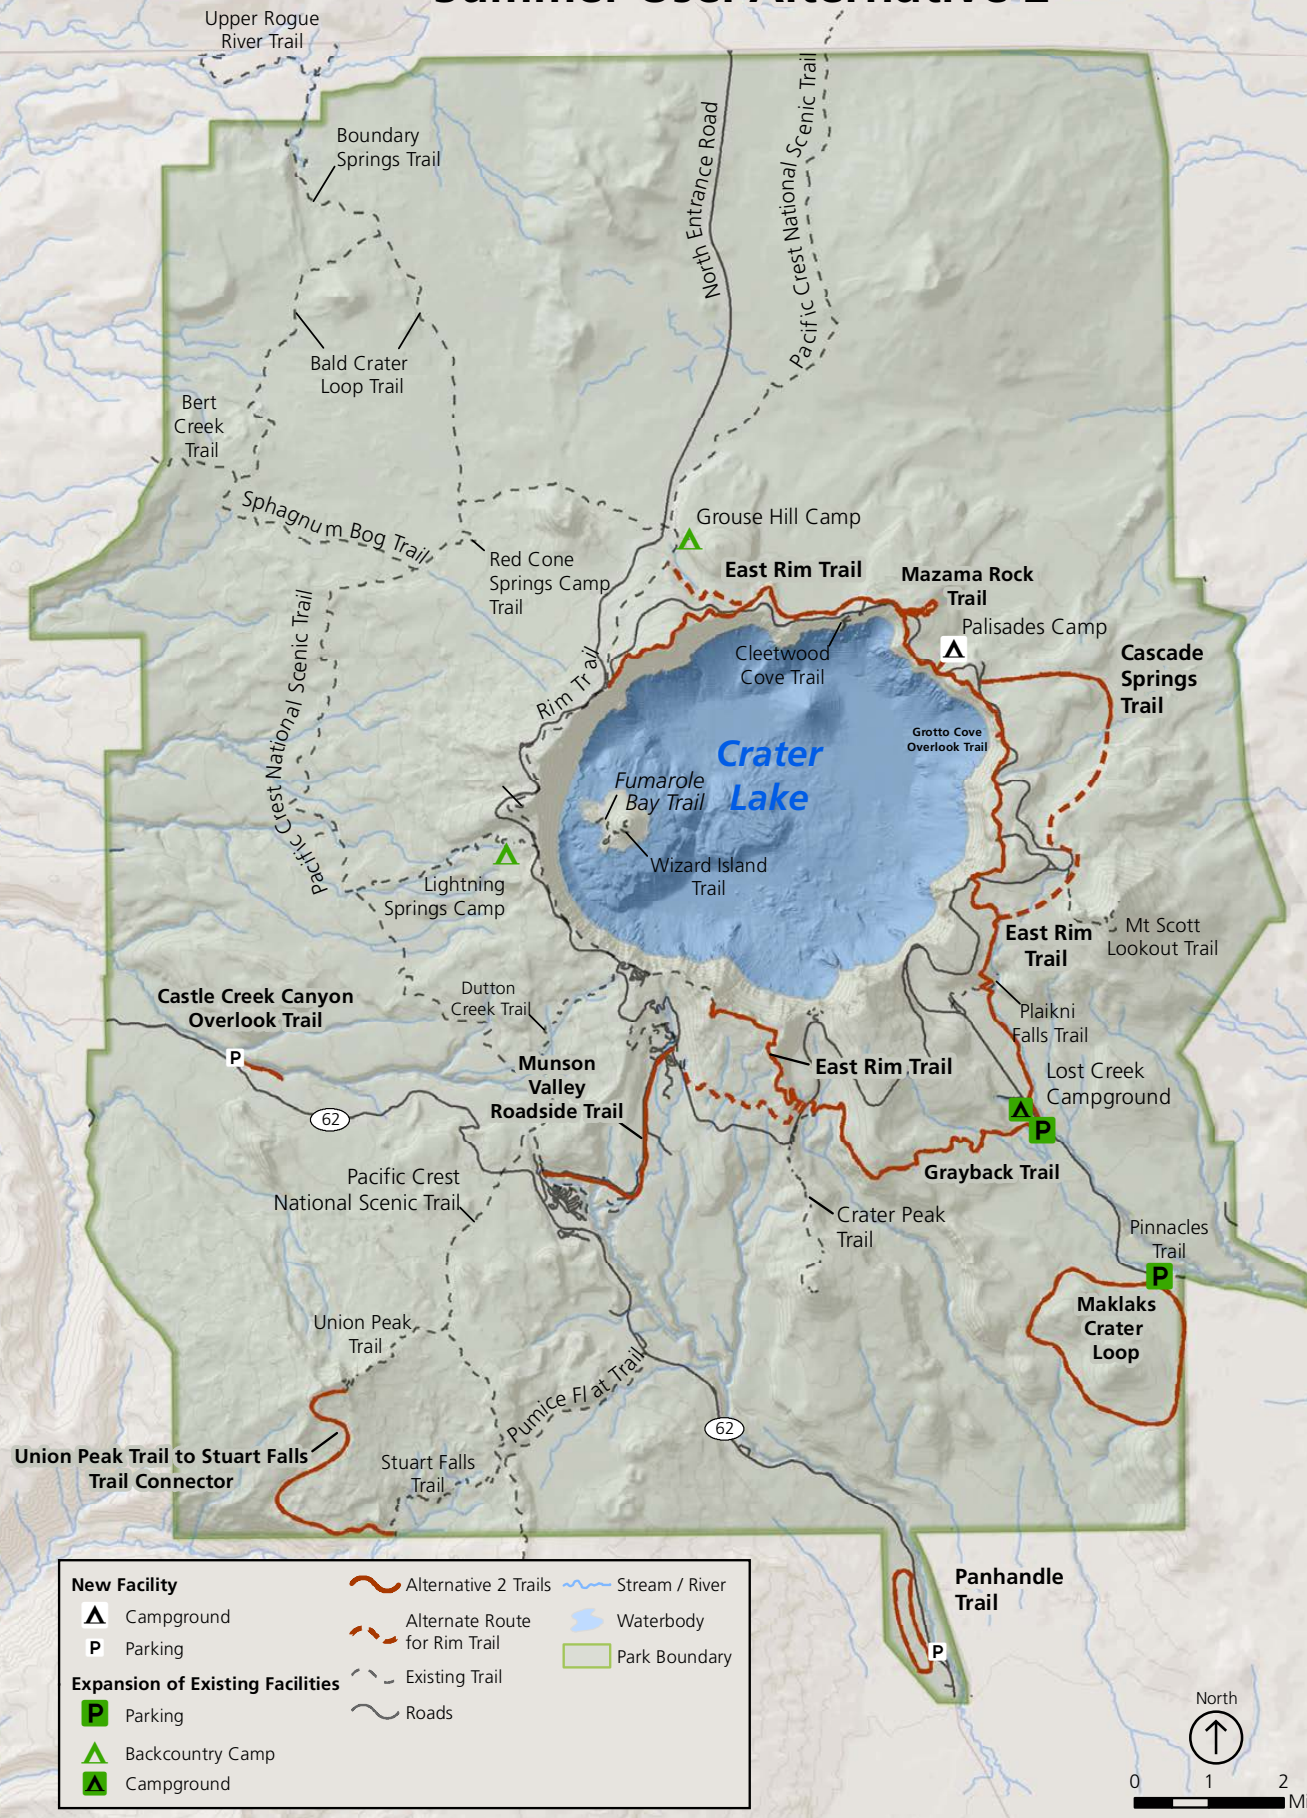 Summer Use: Alternative 2
Upper Rogue
River Trail
Boundary
Springs Trail
North Entrance Road
Pacific Crest National Scenic Trail
Bald Crater
Loop Trail
Bert
Creek
Trail
Sphagnum Bog Trail
Red Cone
Springs Camp
Trail
Grouse Hill Camp
East Rim Trail
Mazama Rock
Trail
Palisades Camp
Cascade
Springs
Trail
Cleetwood
Cove Trail
Rim Trail
Pacific Crest National Scenic Trail
Grotto Cove
Overlook Trail
Crater
Lake
Fumarole
Bay Trail
Wizard Island
Trail
Lightning
Springs Camp
East Rim
Trail
Mt Scott
Lookout Trail
Castle Creek Canyon
Overlook Trail
P
Dutton
Creek Trail
Plaikni
Falls Trail
Munson
Valley
Roadside Trail
East Rim Trail
Lost Creek
Campground
P
62
Grayback Trail
Pacific Crest
National Scenic Trail
Crater Peak
Trail
Pinnacles
Trail
P
Maklaks
Crater
Loop
Union Peak
Trail
Pumice Flat Trail
62
Union Peak Trail to Stuart Falls
Trail Connector
Stuart Falls
Trail
Panhandle
Trail
P
New Facility
Campground
P Parking
Expansion of Existing Facilities
P Parking
Backcountry Camp
Campground
Alternative 2 Trails
Alternate Route
for Rim Trail
Existing Trail
Roads
Stream / River
Waterbody
Park Boundary
North
0 1 2